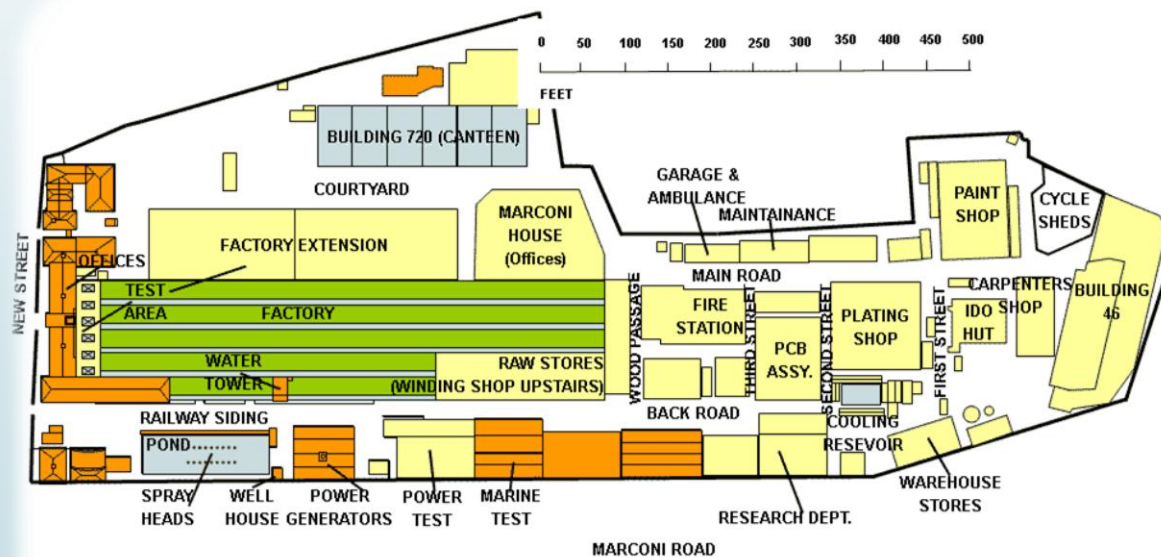 0 50 100 200 250 300 350 400 450 500
FEET
BUILDING 720 (CANTEEN)
COURTYARD
GARAGE &
AMBULANCE
MAINTAINANCE
PAINT
SHOP
CYCLE
SHEDS
MARCONI
HOUSE
(Offices)
FACTORY EXTENSION
OFFICES
NEW STREET
MAIN ROAD
TEST
AREA
FACTORY
WOOD PASSAGE
FIRE
STATION
THIRD STREET
SECOND STREET
PLATING
SHOP
FIRST STREET
CARPENTERS
SHOP
IDO
HUT
BUILDING
46
WATER
TOWER
RAW STORES
(WINDING SHOP UPSTAIRS)
PCB
ASSY.
BACK ROAD
RAILWAY SIDING
POND
COOLING
RESEVOIR
SPRAY
HEADS
WELL
HOUSE
POWER
GENERATORS
POWER
TEST
MARINE
TEST
RESEARCH DEPT.
WAREHOUSE
STORES
MARCONI ROAD